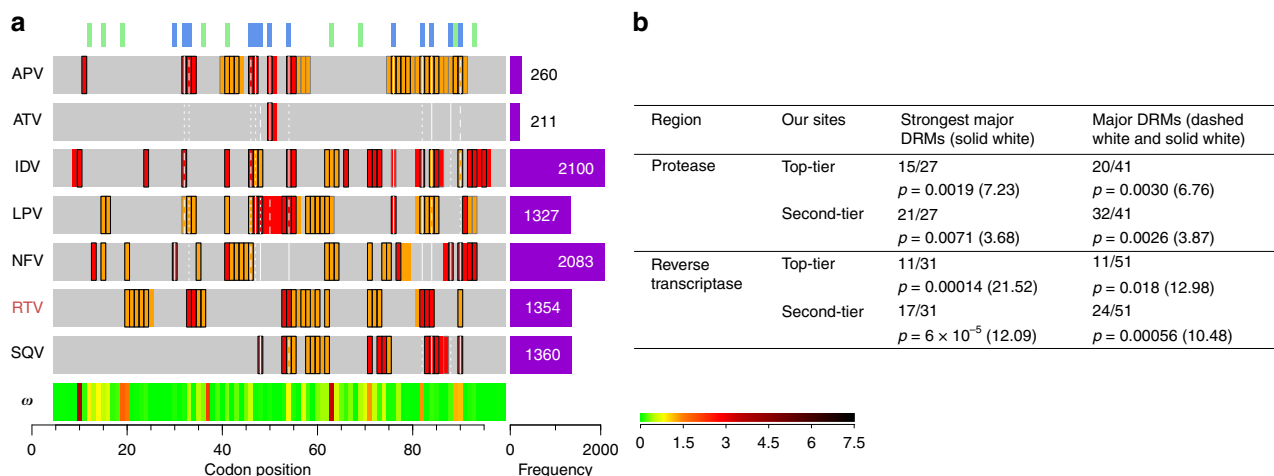 a
APV 260
ATV 211
IDV 2100
LPV 1327
NFV 2083
RTV 1354
SQV 1360
ω
0 20 40 60 80 0 2000
Codon position Frequency
b
Region Our sites Strongest major DRMs (solid white) Major DRMs (dashed white and solid white)
Protease Top-tier 15/27 20/41
p = 0.0019 (7.23) p = 0.0030 (6.76)
Second-tier 21/27 32/41
p = 0.0071 (3.68) p = 0.0026 (3.87)
Reverse transcriptase Top-tier 11/31 11/51
p = 0.00014 (21.52) p = 0.018 (12.98)
Second-tier 17/31 24/51
p = 6 × 10⁻⁵ (12.09) p = 0.00056 (10.48)
0 1.5 3 4.5 6 7.5